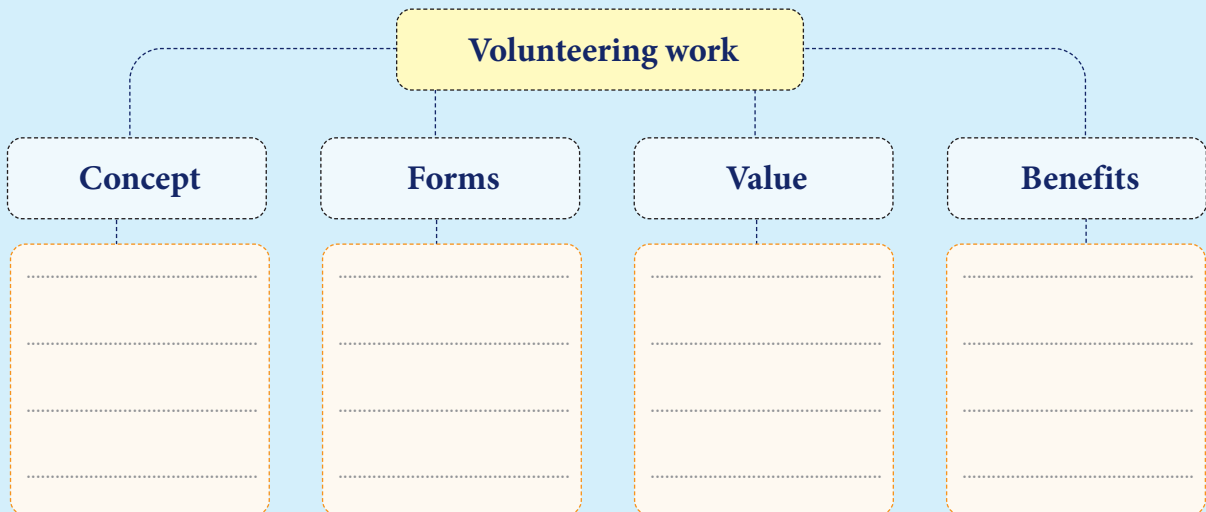 Volunteering work
Concept
Forms
Value
Benefits